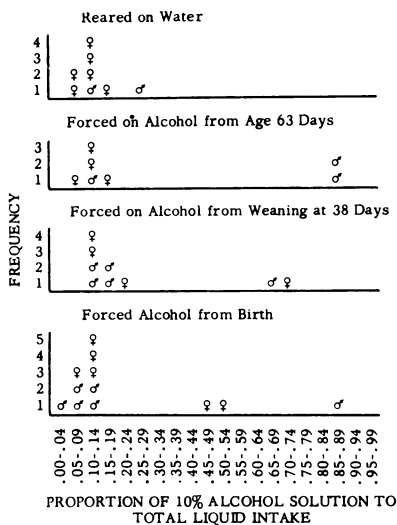 Reared on Water
4 ♀
3 ♀
2 ♀ ♀
1 ♀ ♂ ♀ ♂
Forced on Alcohol from Age 63 Days
3 ♀
2 ♀ ♂
1 ♀ ♂ ♀ ♂
Forced on Alcohol from Weaning at 38 Days
4 ♀
3 ♀
2 ♂ ♂
1 ♂ ♂ ♀ ♂ ♀
Forced Alcohol from Birth
5 ♀
4 ♀
3 ♀ ♀
2 ♂ ♂
1 ♂ ♂ ♂ ♀ ♀ ♂
FREQUENCY
.00-.04
.05-.09
.10-.14
.15-.19
.20-.24
.25-.29
.30-.34
.35-.39
.40-.44
.45-.49
.50-.54
.55-.59
.60-.64
.65-.69
.70-.74
.75-.79
.80-.84
.85-.89
.90-.94
.95-.99
PROPORTION OF 10% ALCOHOL SOLUTION TO
TOTAL LIQUID INTAKE